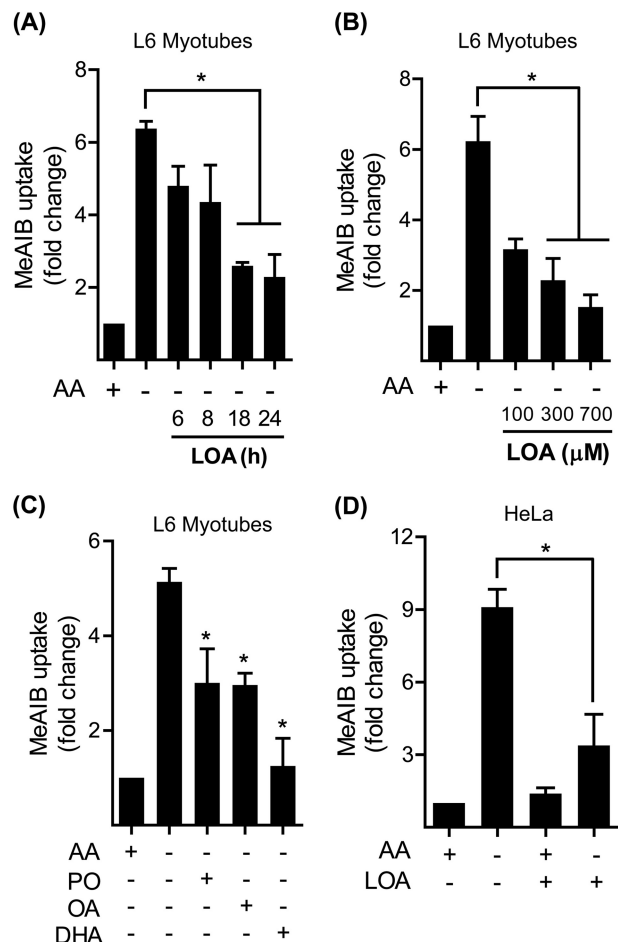 (A)
L6 Myotubes
*
8
6
4
2
MeAIB uptake
(fold change)
AA + - - - - -
6 8 18 24
LOA (h)
(B)
L6 Myotubes
*
8
6
4
2
MeAIB uptake
(fold change)
AA + - - - -
100 300 700
LOA (μM)
(C)
L6 Myotubes
6
4
2
MeAIB uptake
(fold change)
* * *
AA + - - - -
PO - - + - -
OA - - - + -
DHA - - - - +
(D)
HeLa
*
12
9
6
3
MeAIB uptake
(fold change)
AA + - + -
LOA - - + +